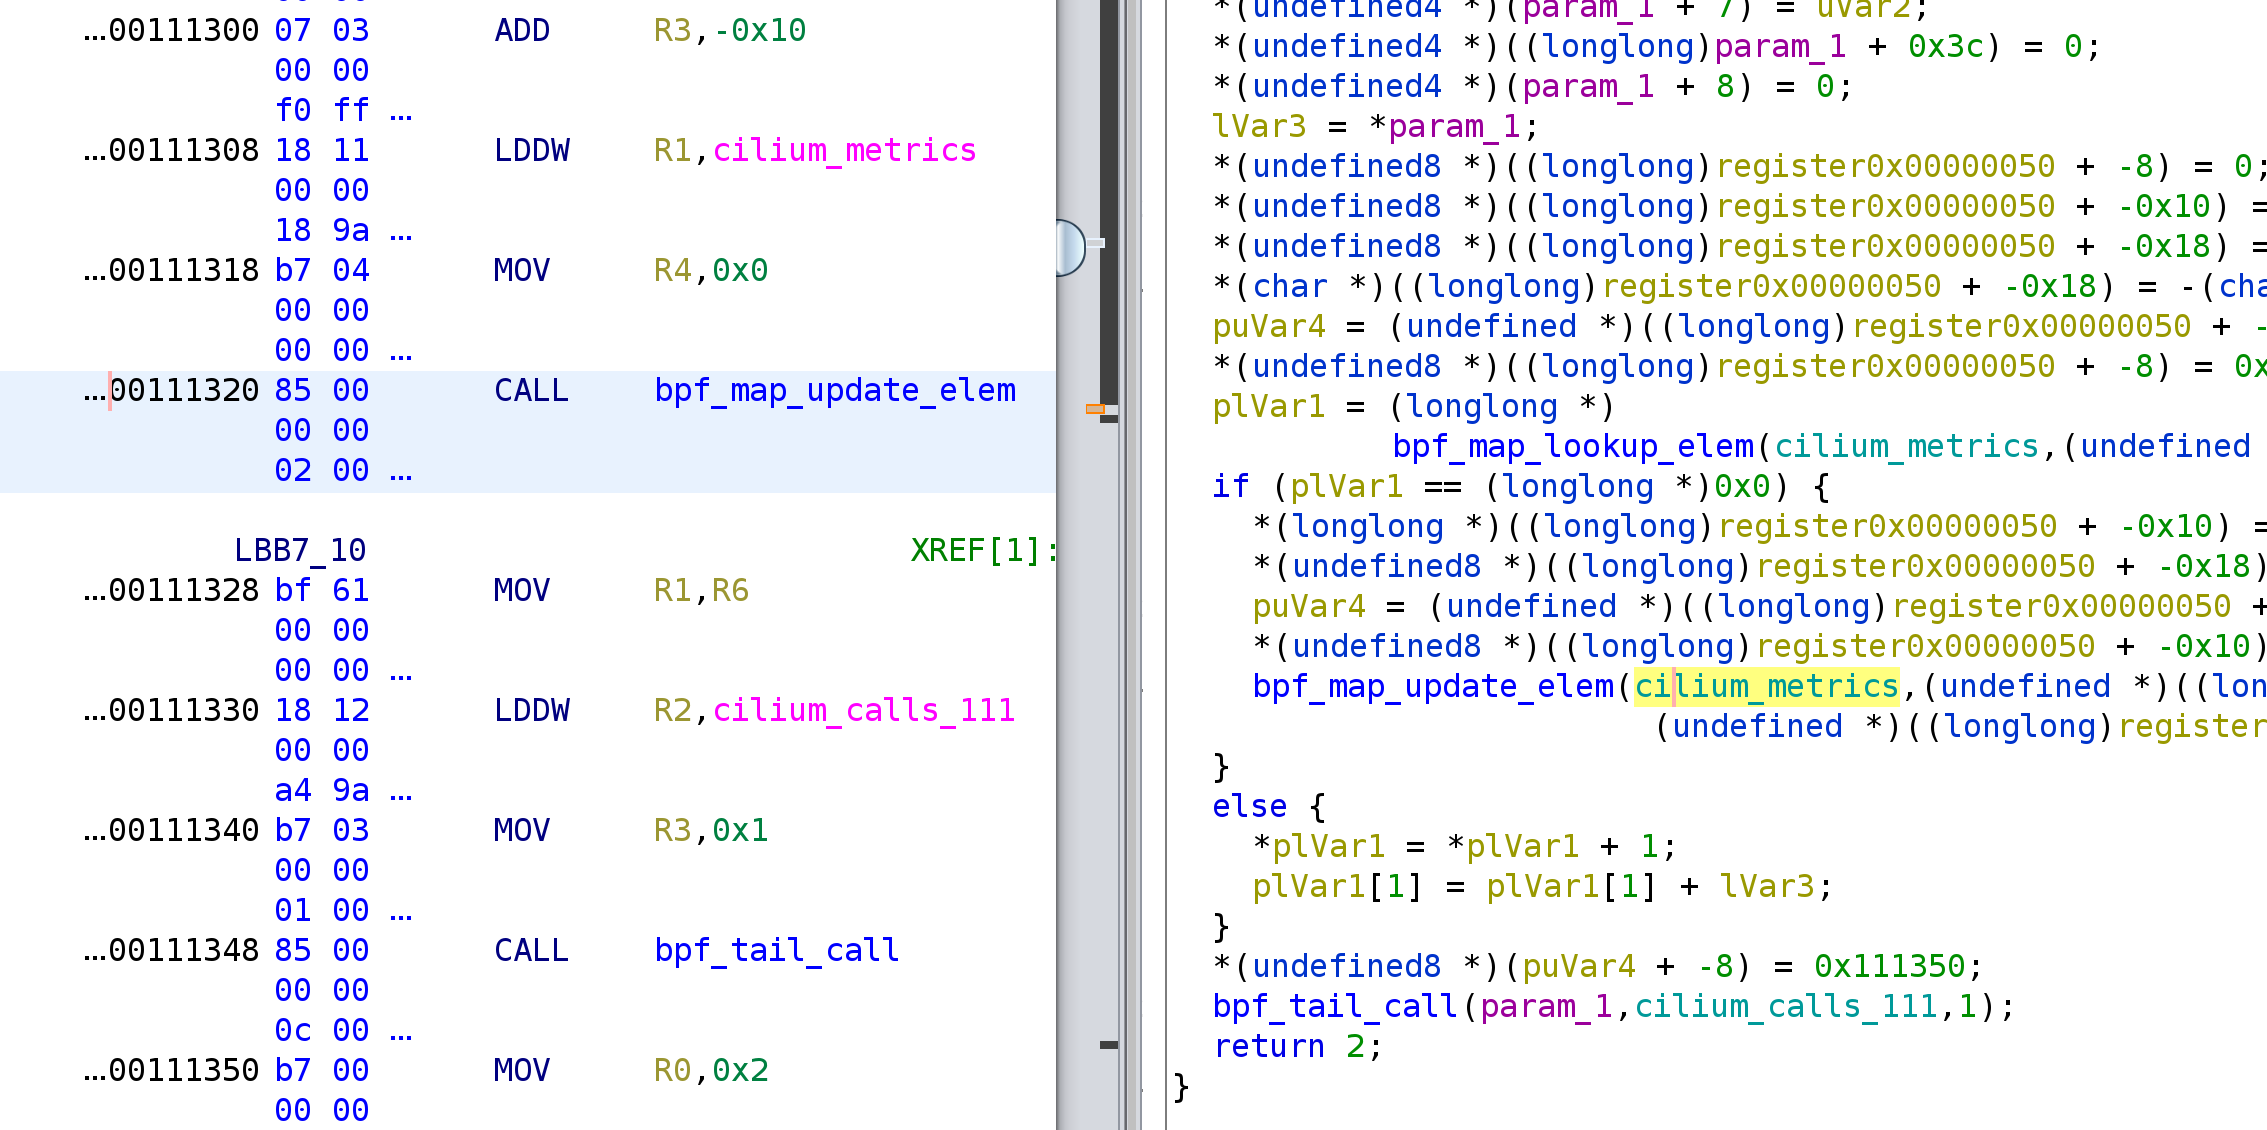 …00111300 07 03 ADD R3,-0x10
00 00
f0 ff …
…00111308 18 11 LDDW R1,cilium_metrics
00 00
18 9a …
…00111318 b7 04 MOV R4,0x0
00 00
00 00 …
…00111320 85 00 CALL bpf_map_update_elem
00 00
02 00 …
LBB7_10 XREF[1]:
…00111328 bf 61 MOV R1,R6
00 00
00 00 …
…00111330 18 12 LDDW R2,cilium_calls_111
00 00
a4 9a …
…00111340 b7 03 MOV R3,0x1
00 00
01 00 …
…00111348 85 00 CALL bpf_tail_call
00 00
0c 00 …
…00111350 b7 00 MOV R0,0x2
00 00
*(undefined4 *)(param_1 + 7) = uVar2;
*(undefined4 *)((longlong)param_1 + 0x3c) = 0;
*(undefined4 *)(param_1 + 8) = 0;
lVar3 = *param_1;
*(undefined8 *)((longlong)register0x00000050 + -8) = 0;
*(undefined8 *)((longlong)register0x00000050 + -0x10) =
*(undefined8 *)((longlong)register0x00000050 + -0x18) =
*(char *)((longlong)register0x00000050 + -0x18) = -(cha
puVar4 = (undefined *)((longlong)register0x00000050 + -
*(undefined8 *)((longlong)register0x00000050 + -8) = 0x
plVar1 = (longlong *)
bpf_map_lookup_elem(cilium_metrics,(undefined
if (plVar1 == (longlong *)0x0) {
*(longlong *)((longlong)register0x00000050 + -0x10) =
*(undefined8 *)((longlong)register0x00000050 + -0x18)
puVar4 = (undefined *)((longlong)register0x00000050 +
*(undefined8 *)((longlong)register0x00000050 + -0x10)
bpf_map_update_elem(cilium_metrics,(undefined *)((lon
(undefined *)((longlong)register
}
else {
*plVar1 = *plVar1 + 1;
plVar1[1] = plVar1[1] + lVar3;
}
*(undefined8 *)(puVar4 + -8) = 0x111350;
bpf_tail_call(param_1,cilium_calls_111,1);
return 2;
}